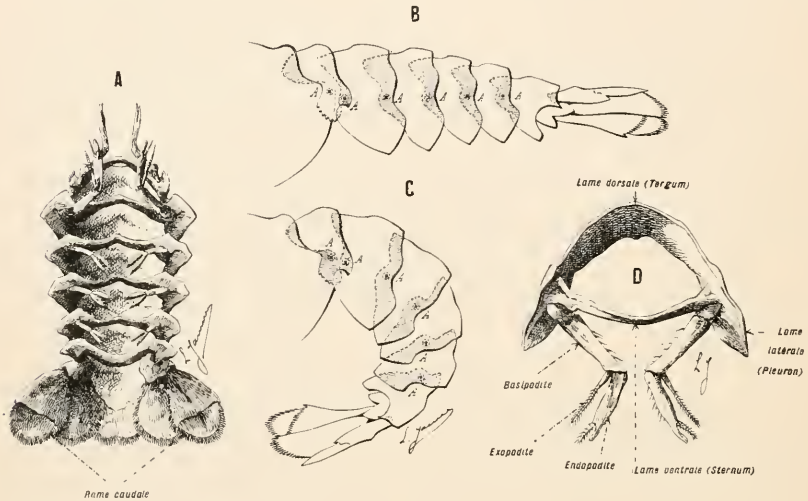 B
A
C
Lame dorsale (Tergum)
D
Lame
latérale
(Pleuron)
Basipodite
Exopodite
Endopodite
Lame ventrale (Sternum)
Rame caudale
A
A
A
A
A
A
A
A
A
A
A
L J